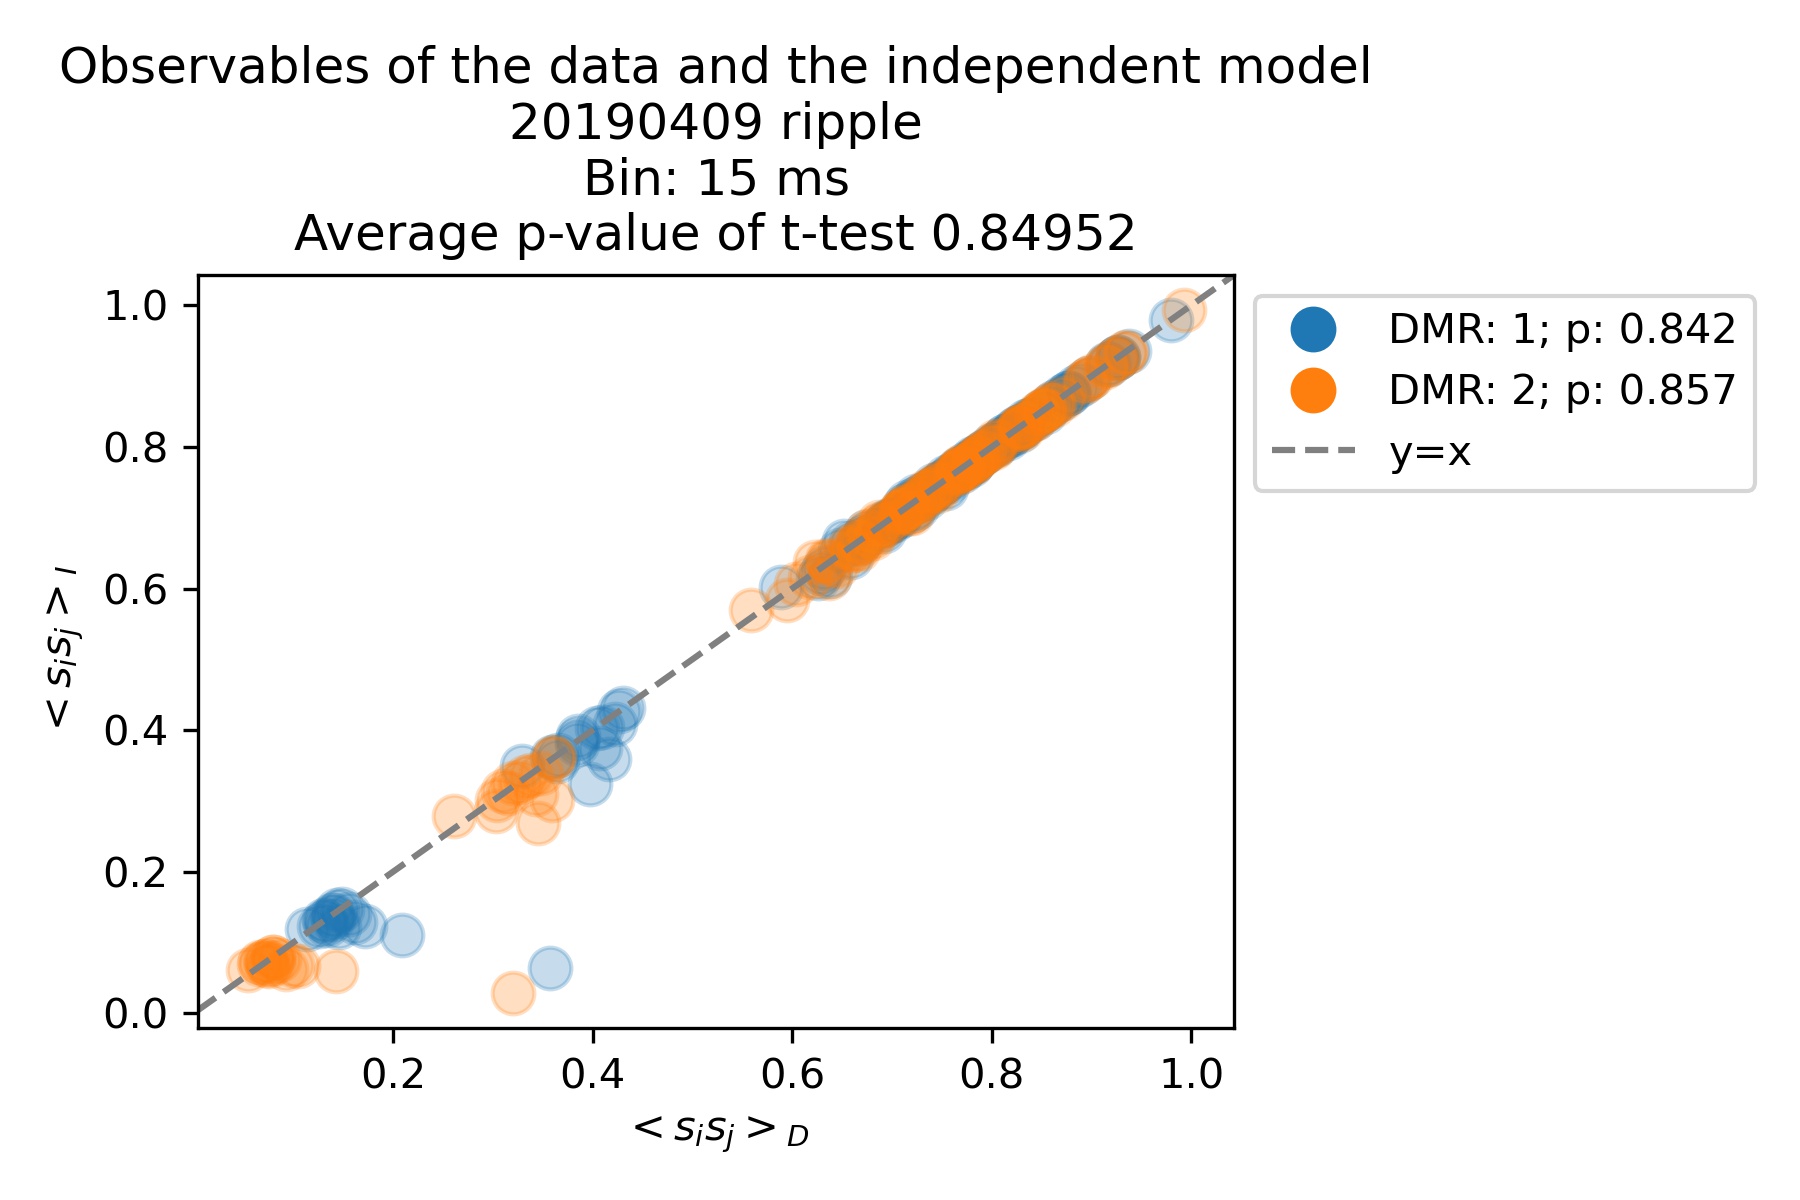 Observables of the data and the independent model
20190409 ripple
Bin: 15 ms
Average p-value of t-test 0.84952
1.0
0.8
0.6
0.4
0.2
0.0
<s_i s_j>_I
0.2 0.4 0.6 0.8 1.0
<s_i s_j>_D
DMR: 1; p: 0.842
DMR: 2; p: 0.857
y=x